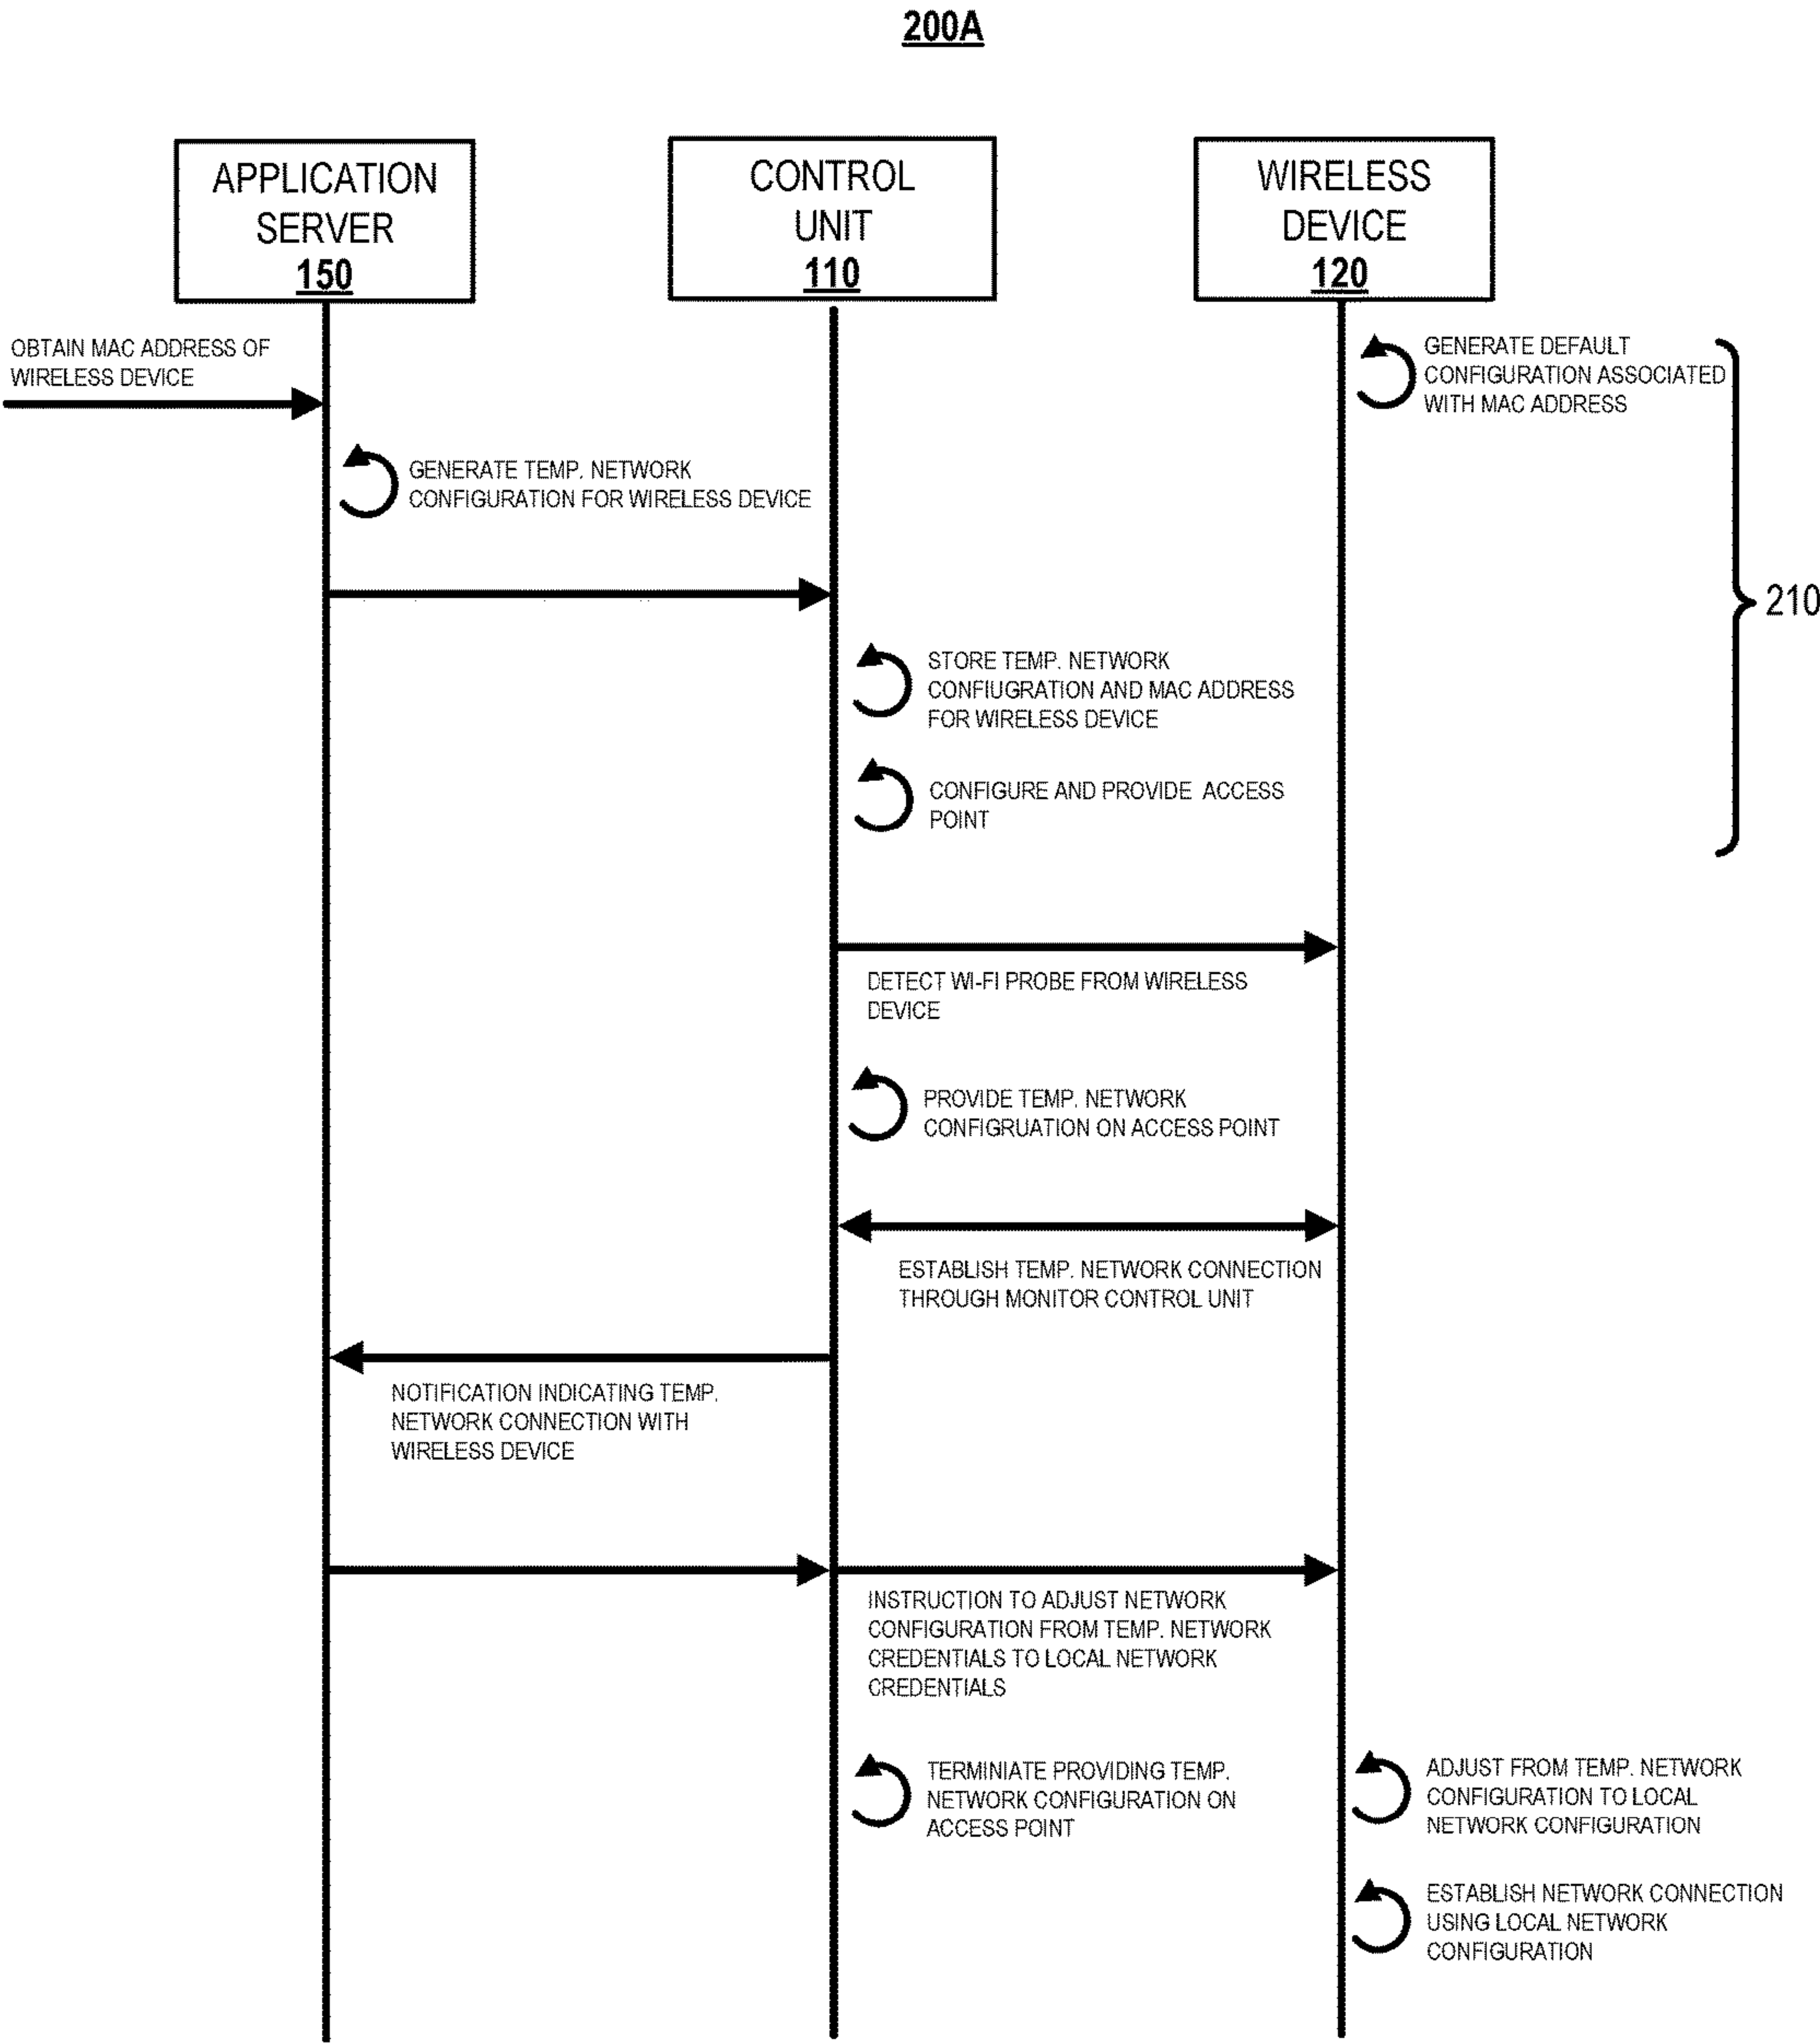 200A
APPLICATION
SERVER
150
CONTROL
UNIT
110
WIRELESS
DEVICE
120
OBTAIN MAC ADDRESS OF
WIRELESS DEVICE
GENERATE DEFAULT
CONFIGURATION ASSOCIATED
WITH MAC ADDRESS
GENERATE TEMP. NETWORK
CONFIGURATION FOR WIRELESS DEVICE
210
STORE TEMP. NETWORK
CONFIUGRATION AND MAC ADDRESS
FOR WIRELESS DEVICE
CONFIGURE AND PROVIDE ACCESS
POINT
DETECT WI-FI PROBE FROM WIRELESS
DEVICE
PROVIDE TEMP. NETWORK
CONFIGRUATION ON ACCESS POINT
ESTABLISH TEMP. NETWORK CONNECTION
THROUGH MONITOR CONTROL UNIT
NOTIFICATION INDICATING TEMP.
NETWORK CONNECTION WITH
WIRELESS DEVICE
INSTRUCTION TO ADJUST NETWORK
CONFIGURATION FROM TEMP. NETWORK
CREDENTIALS TO LOCAL NETWORK
CREDENTIALS
TERMINIATE PROVIDING TEMP.
NETWORK CONFIGURATION ON
ACCESS POINT
ADJUST FROM TEMP. NETWORK
CONFIGURATION TO LOCAL
NETWORK CONFIGURATION
ESTABLISH NETWORK CONNECTION
USING LOCAL NETWORK
CONFIGURATION